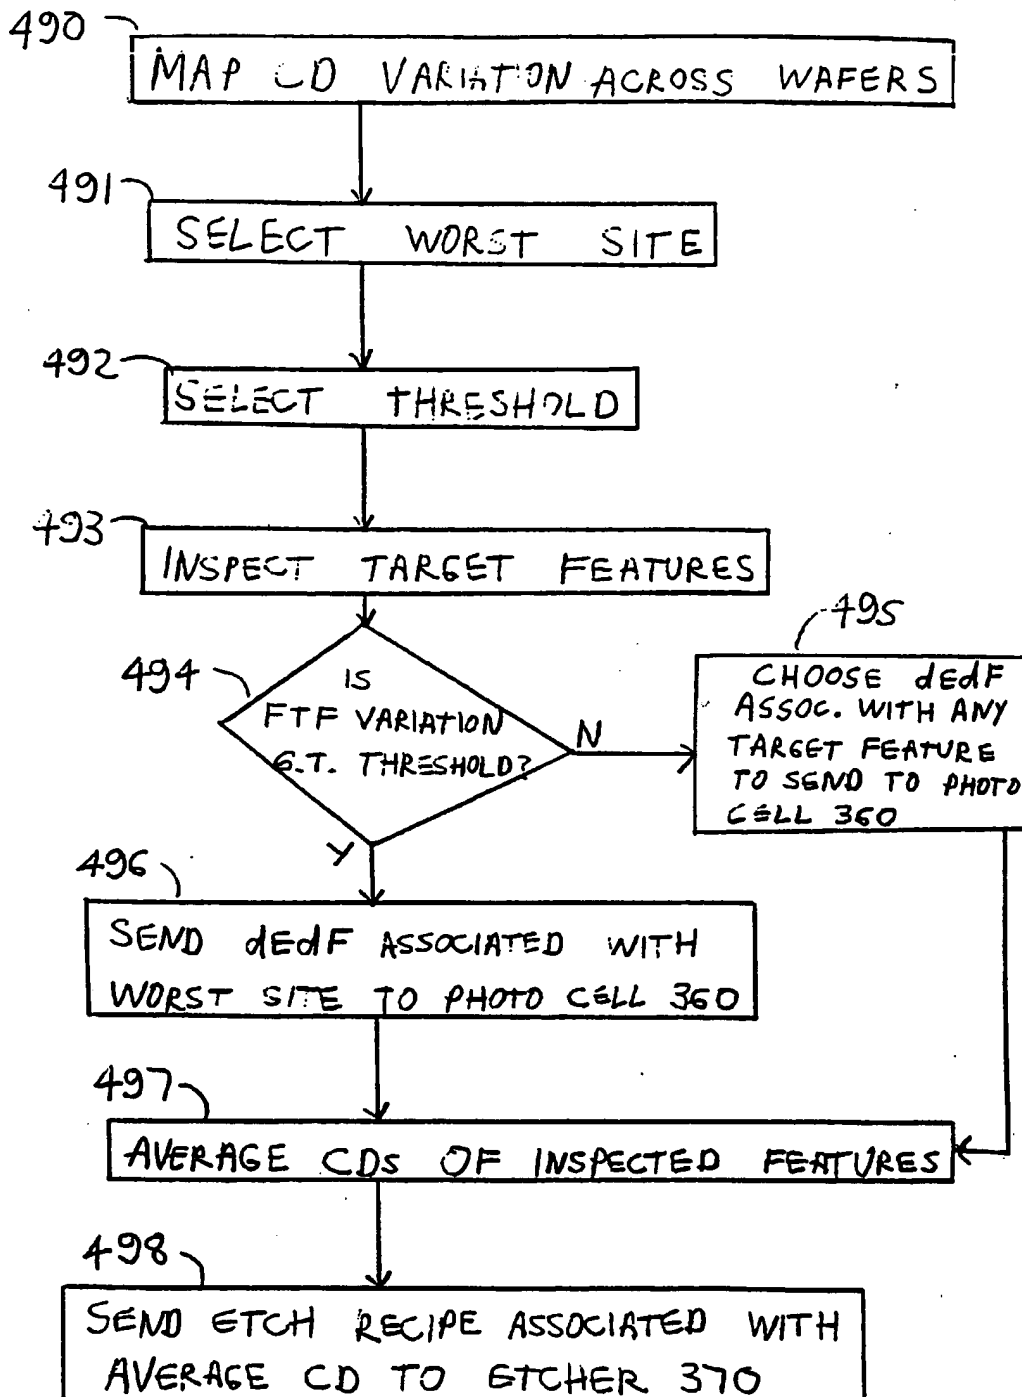 490
MAP CD VARIATION ACROSS WAFERS
491
SELECT WORST SITE
492
SELECT THRESHOLD
493
INSPECT TARGET FEATURES
494
IS
FTF VARIATION
G.T. THRESHOLD?
N
Y
495
CHOOSE dEdF
ASSOC. WITH ANY
TARGET FEATURE
TO SEND TO PHOTO
CELL 360
496
SEND dEdF ASSOCIATED WITH
WORST SITE TO PHOTO CELL 360
497
AVERAGE CDs OF INSPECTED FEATURES
498
SEND ETCH RECIPE ASSOCIATED WITH
AVERAGE CD TO ETCHER 370